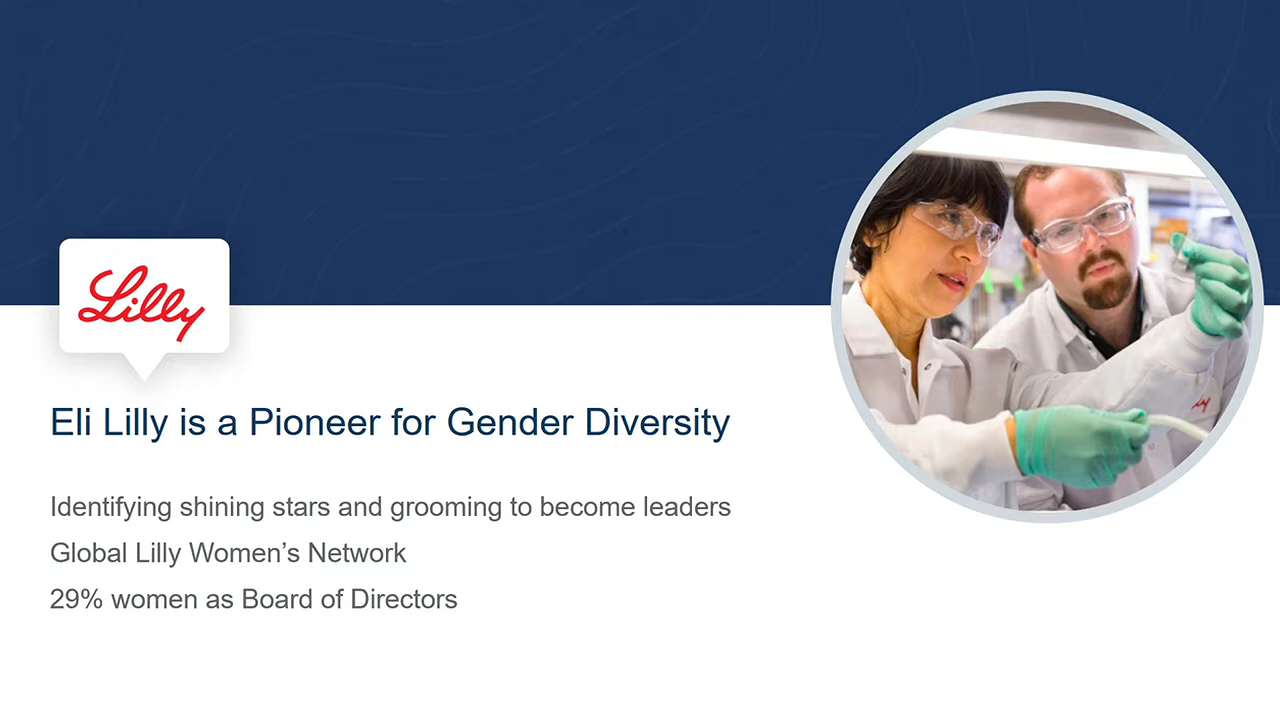 Lilly
Eli Lilly is a Pioneer for Gender Diversity
Identifying shining stars and grooming to become leaders
Global Lilly Women’s Network
29% women as Board of Directors